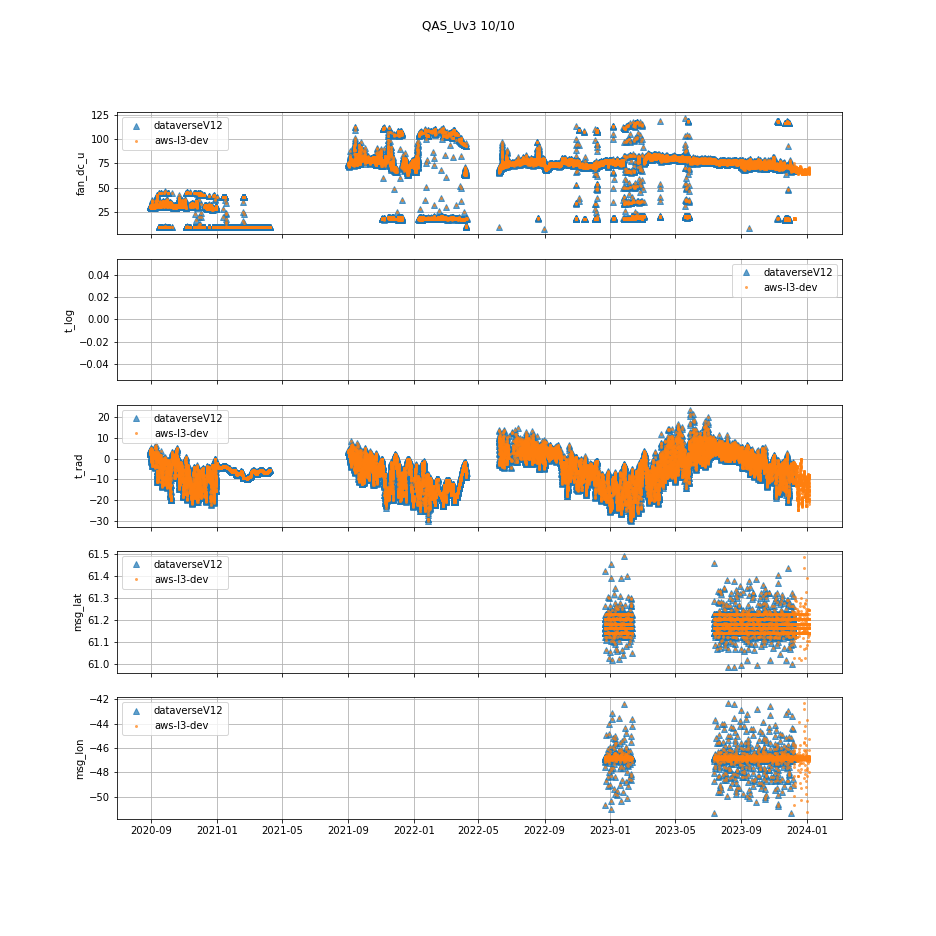 QAS_Uv3 10/10
125
100
75
50
25
fan_dc_u
dataverseV12
aws-l3-dev
0.04
0.02
0.00
−0.02
−0.04
t_log
dataverseV12
aws-l3-dev
20
10
0
−10
−20
−30
t_rad
dataverseV12
aws-l3-dev
61.5
61.4
61.3
61.2
61.1
61.0
msg_lat
dataverseV12
aws-l3-dev
−42
−44
−46
−48
−50
msg_lon
dataverseV12
aws-l3-dev
2020-09 2021-01 2021-05 2021-09 2022-01 2022-05 2022-09 2023-01 2023-05 2023-09 2024-01